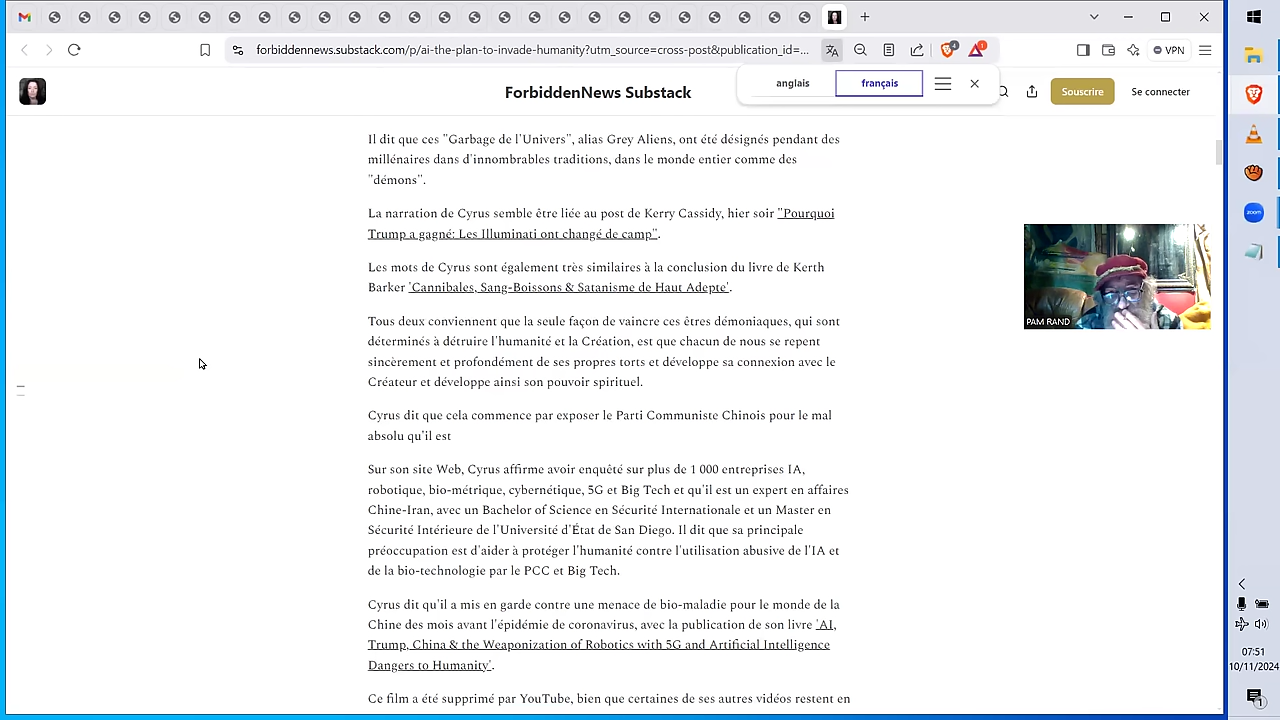 forbiddennews.substack.com/p/ai-the-plan-to-invade-humanity?utm_source=cross-post&publication_id=...
4
1
VPN
anglais
français
ForbiddenNews Substack
Souscrire
Se connecter
Il dit que ces "Garbage de l'Univers", alias Grey Aliens, ont été désignés pendant des
millénaires dans d'innombrables traditions, dans le monde entier comme des
"démons".
La narration de Cyrus semble être liée au post de Kerry Cassidy, hier soir "Pourquoi
Trump a gagné: Les Illuminati ont changé de camp".
Les mots de Cyrus sont également très similaires à la conclusion du livre de Kerth
Barker 'Cannibales, Sang-Boissons & Satanisme de Haut Adepte'.
PAM RAND
Tous deux conviennent que la seule façon de vaincre ces êtres démoniaques, qui sont
déterminés à détruire l'humanité et la Création, est que chacun de nous se repent
sincèrement et profondément de ses propres torts et développe sa connexion avec le
Créateur et développe ainsi son pouvoir spirituel.
Cyrus dit que cela commence par exposer le Parti Communiste Chinois pour le mal
absolu qu'il est
Sur son site Web, Cyrus affirme avoir enquêté sur plus de 1 000 entreprises IA,
robotique, bio-métrique, cybernétique, 5G et Big Tech et qu'il est un expert en affaires
Chine-Iran, avec un Bachelor of Science en Sécurité Internationale et un Master en
Sécurité Intérieure de l'Université d'État de San Diego. Il dit que sa principale
préoccupation est d'aider à protéger l'humanité contre l'utilisation abusive de l'IA et
de la bio-technologie par le PCC et Big Tech.
Cyrus dit qu'il a mis en garde contre une menace de bio-maladie pour le monde de la
Chine des mois avant l'épidémie de coronavirus, avec la publication de son livre 'AI,
Trump, China & the Weaponization of Robotics with 5G and Artificial Intelligence
Dangers to Humanity'.
Ce film a été supprimé par YouTube, bien que certaines de ses autres vidéos restent en
zoom
07:51
10/11/2024
1